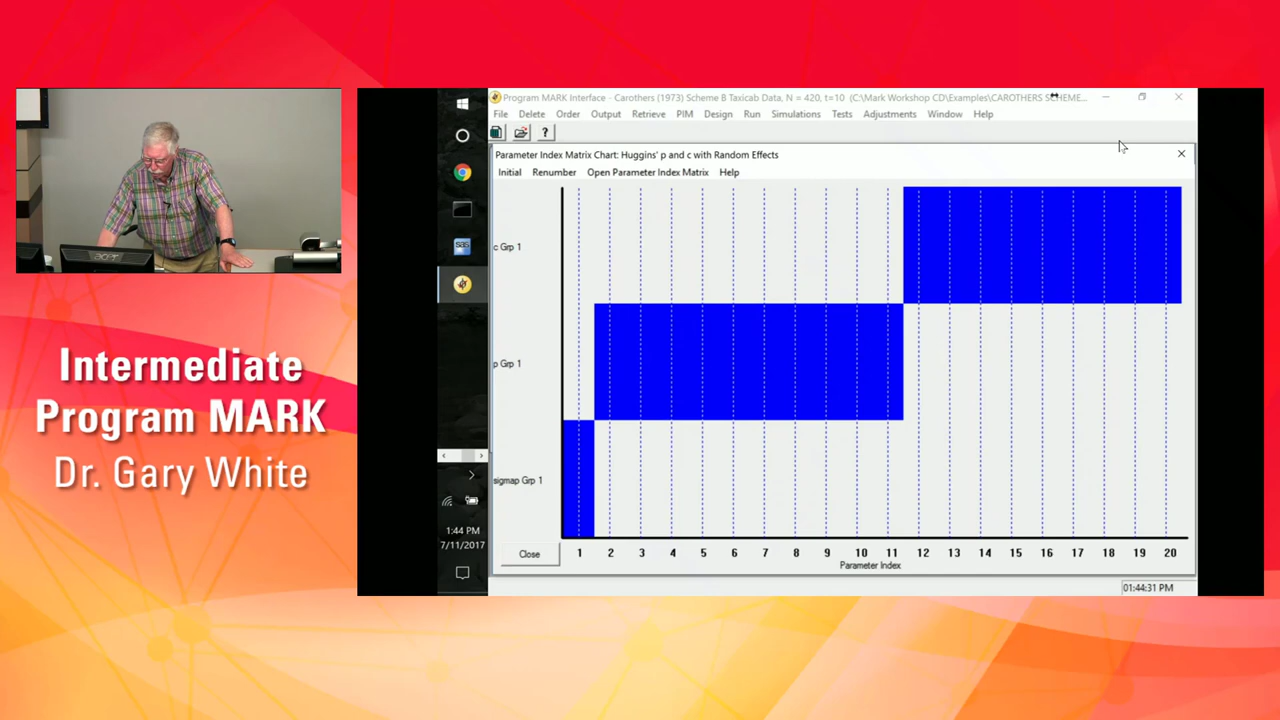 Intermediate
Program MARK
Dr. Gary White
acer
sas
1:44 PM
7/11/2017
Program MARK Interface - Carothers (1973) Scheme B Taxicab Data, N = 420, t=10 (C:\Mark Workshop CD\Examples\CAROTHERS SCHEME...
File Delete Order Output Retrieve PIM Design Run Simulations Tests Adjustments Window Help
?
Parameter Index Matrix Chart: Huggins' p and c with Random Effects
Initial Renumber Open Parameter Index Matrix Help
c Grp 1
p Grp 1
sigmap Grp 1
Close
1 2 3 4 5 6 7 8 9 10 11 12 13 14 15 16 17 18 19 20
Parameter Index
01:44:31 PM